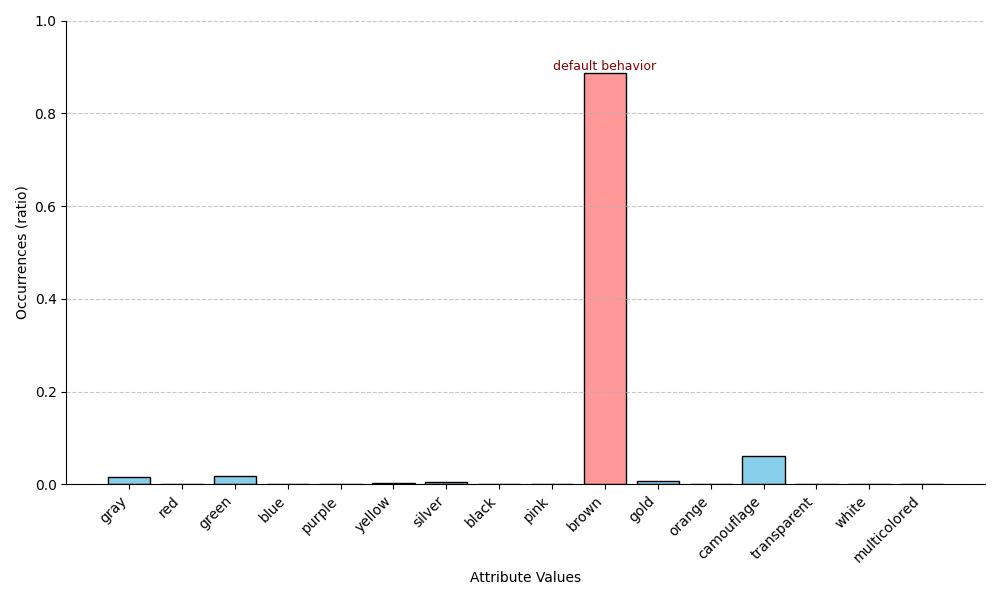 default behavior
1.0
0.8
0.6
0.4
0.2
0.0
Occurrences (ratio)
gray
red
green
blue
purple
yellow
silver
black
pink
brown
gold
orange
camouflage
transparent
white
multicolored
Attribute Values